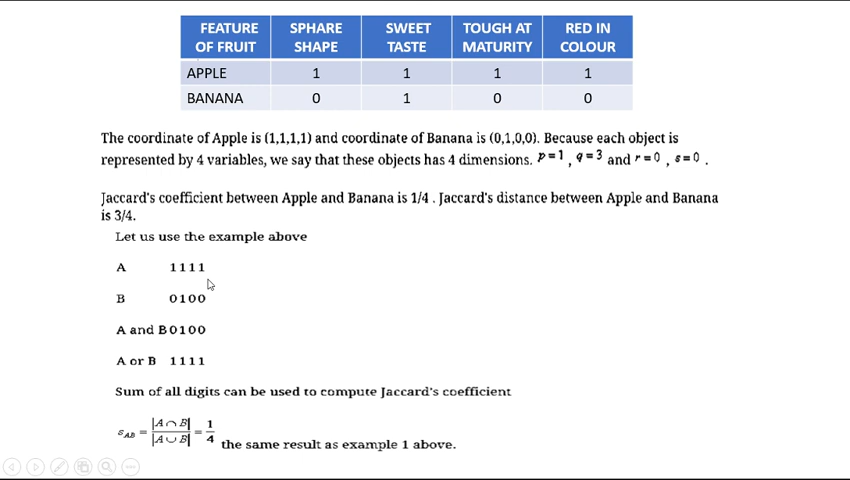 FEATURE OF FRUIT SPHARE SHAPE SWEET TASTE TOUGH AT MATURITY RED IN COLOUR
APPLE 1 1 1 1
BANANA 0 1 0 0
The coordinate of Apple is (1,1,1,1) and coordinate of Banana is (0,1,0,0). Because each object is
represented by 4 variables, we say that these objects has 4 dimensions. p=1 , q=3 and r=0 , s=0 .
Jaccard's coefficient between Apple and Banana is 1/4 . Jaccard's distance between Apple and Banana
is 3/4.
Let us use the example above
A 1111
B 0100
A and B 0100
A or B 1111
Sum of all digits can be used to compute Jaccard's coefficient
s_AB = |A ∩ B| / |A ∪ B| = 1/4 the same result as example 1 above.